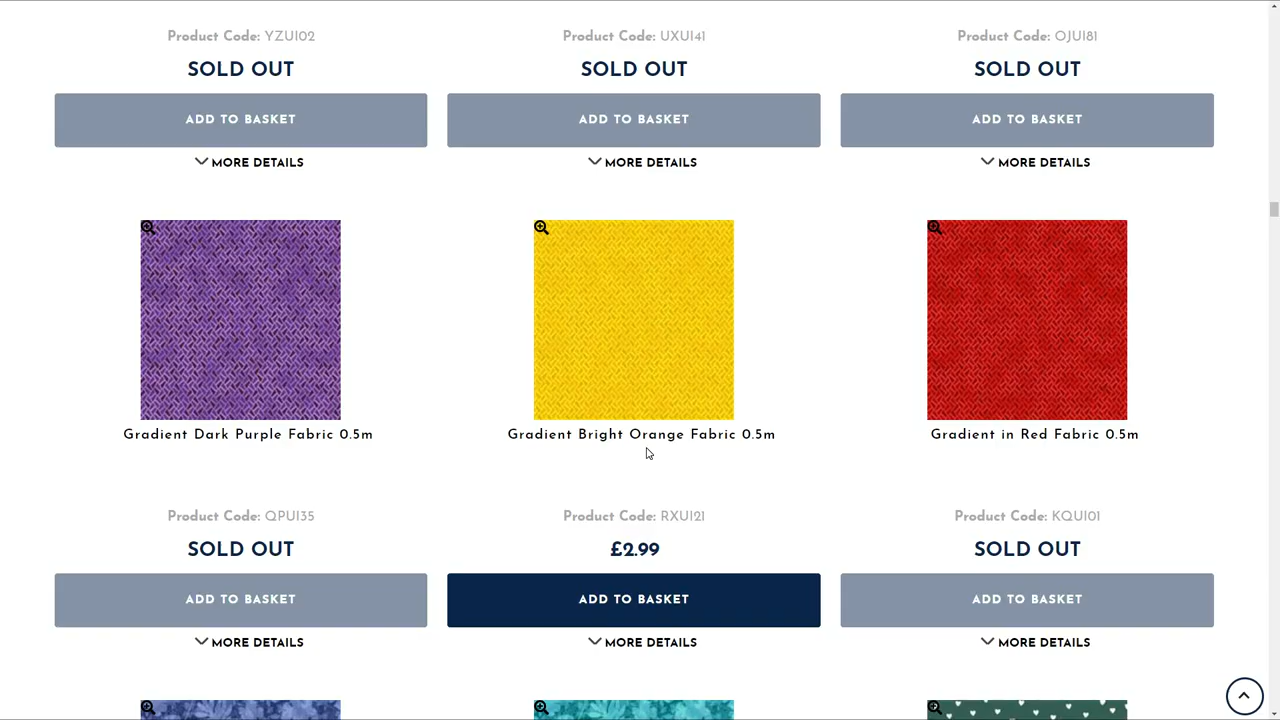 Product Code: YZUI02
Product Code: UXUI41
Product Code: OJUI81
SOLD OUT
SOLD OUT
SOLD OUT
ADD TO BASKET
ADD TO BASKET
ADD TO BASKET
MORE DETAILS
MORE DETAILS
MORE DETAILS
Gradient Dark Purple Fabric 0.5m
Gradient Bright Orange Fabric 0.5m
Gradient in Red Fabric 0.5m
Product Code: QPUI35
Product Code: RXUI21
Product Code: KQUI01
SOLD OUT
£2.99
SOLD OUT
ADD TO BASKET
ADD TO BASKET
ADD TO BASKET
MORE DETAILS
MORE DETAILS
MORE DETAILS